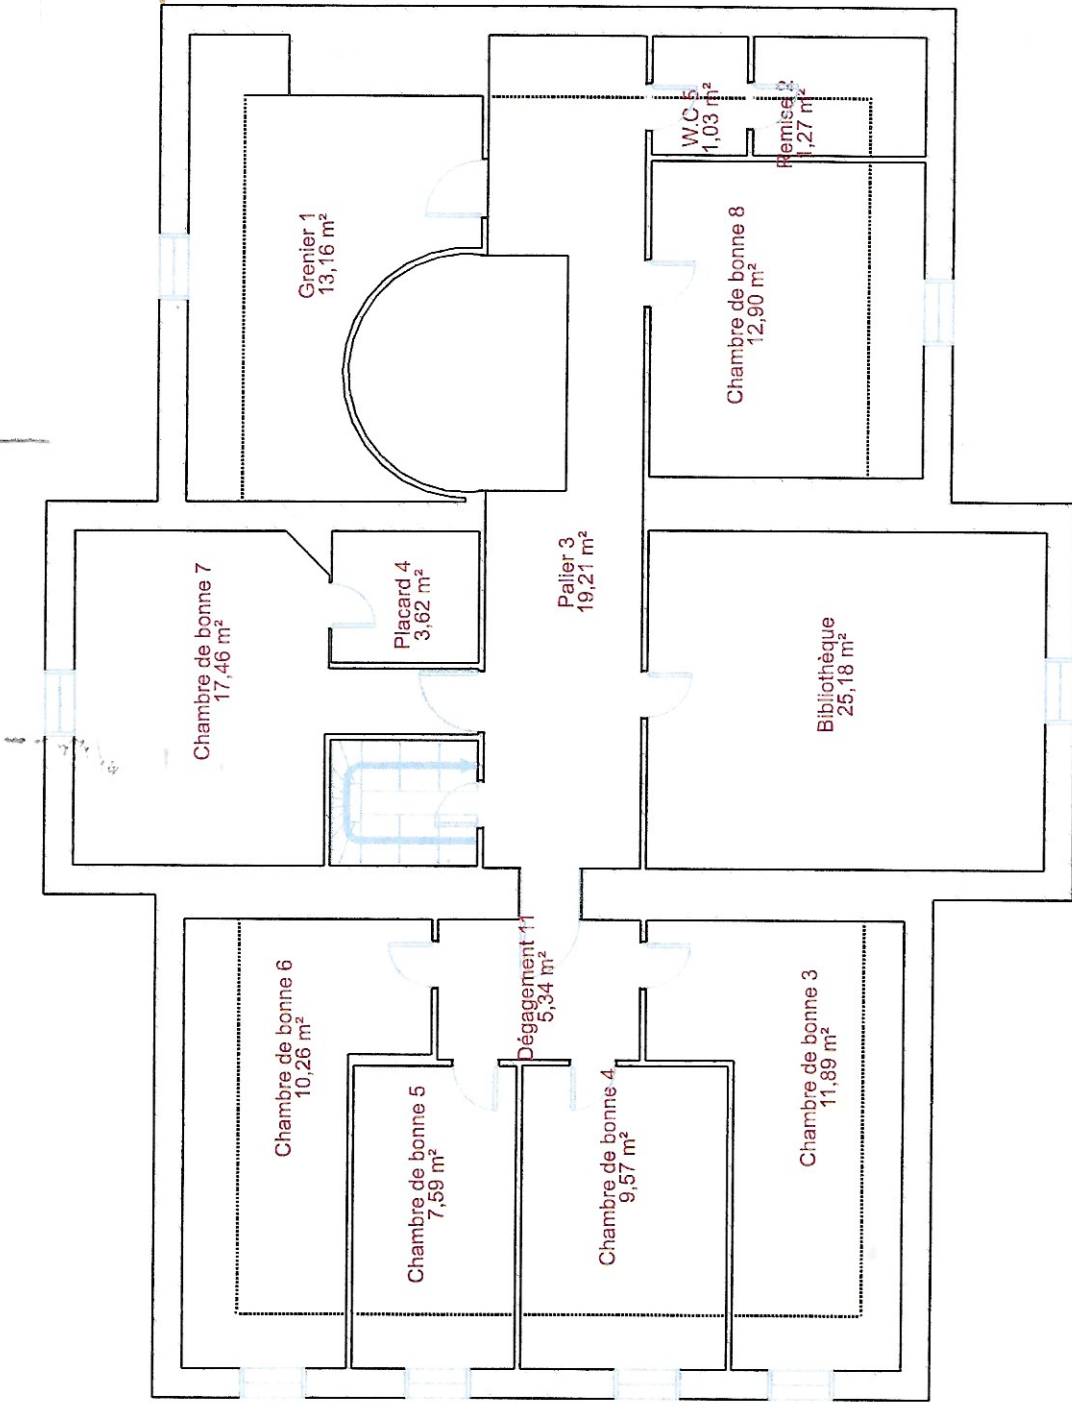 Grenier 1
13,16 m²
W.C 5
1,03 m²
Remise 2
1,27 m²
Chambre de bonne 8
12,90 m²
Chambre de bonne 7
17,46 m²
Placard 4
3,62 m²
Palier 3
19,21 m²
Bibliothèque
25,18 m²
Chambre de bonne 6
10,26 m²
Dégagement 11
5,34 m²
Chambre de bonne 3
11,89 m²
Chambre de bonne 5
7,59 m²
Chambre de bonne 4
9,57 m²